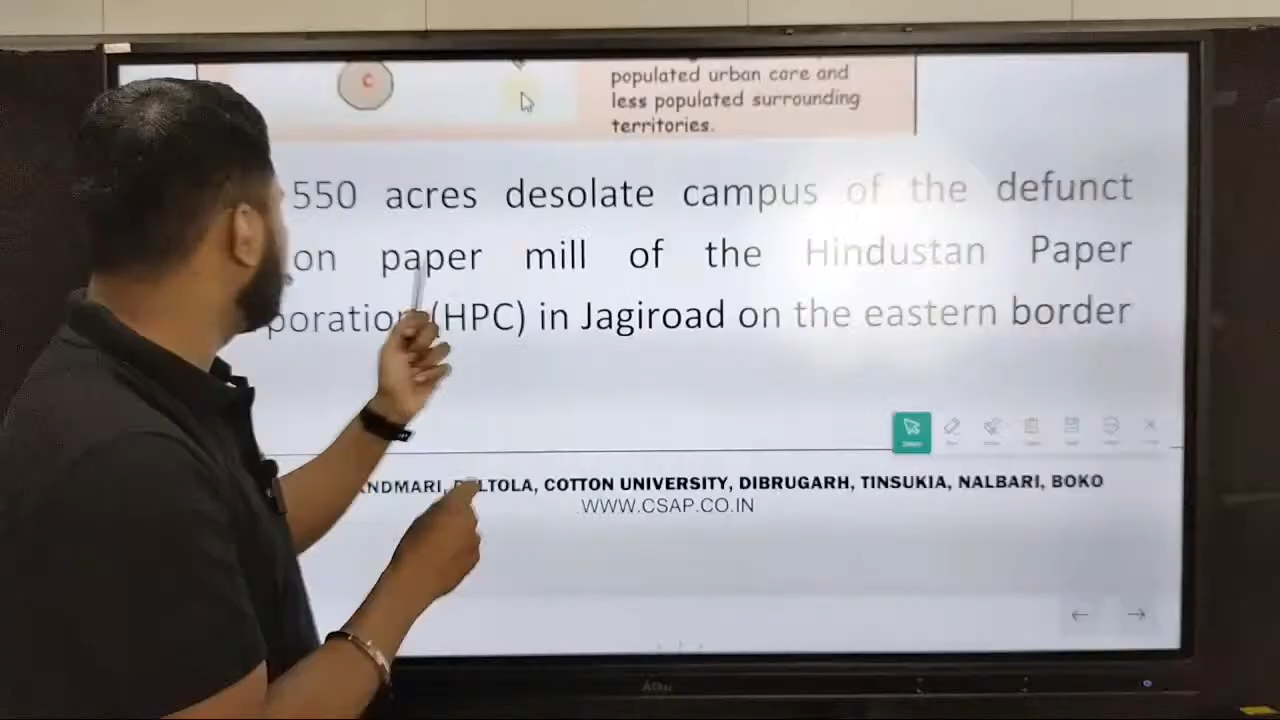 C
populated urban core and
less populated surrounding
territories.
550 acres desolate campus of the defunct
on paper mill of the Hindustan Paper
poration (HPC) in Jagiroad on the eastern border
NDMARI, LTOLA, COTTON UNIVERSITY, DIBRUGARH, TINSUKIA, NALBARI, BOKO
WWW.CSAP.CO.IN